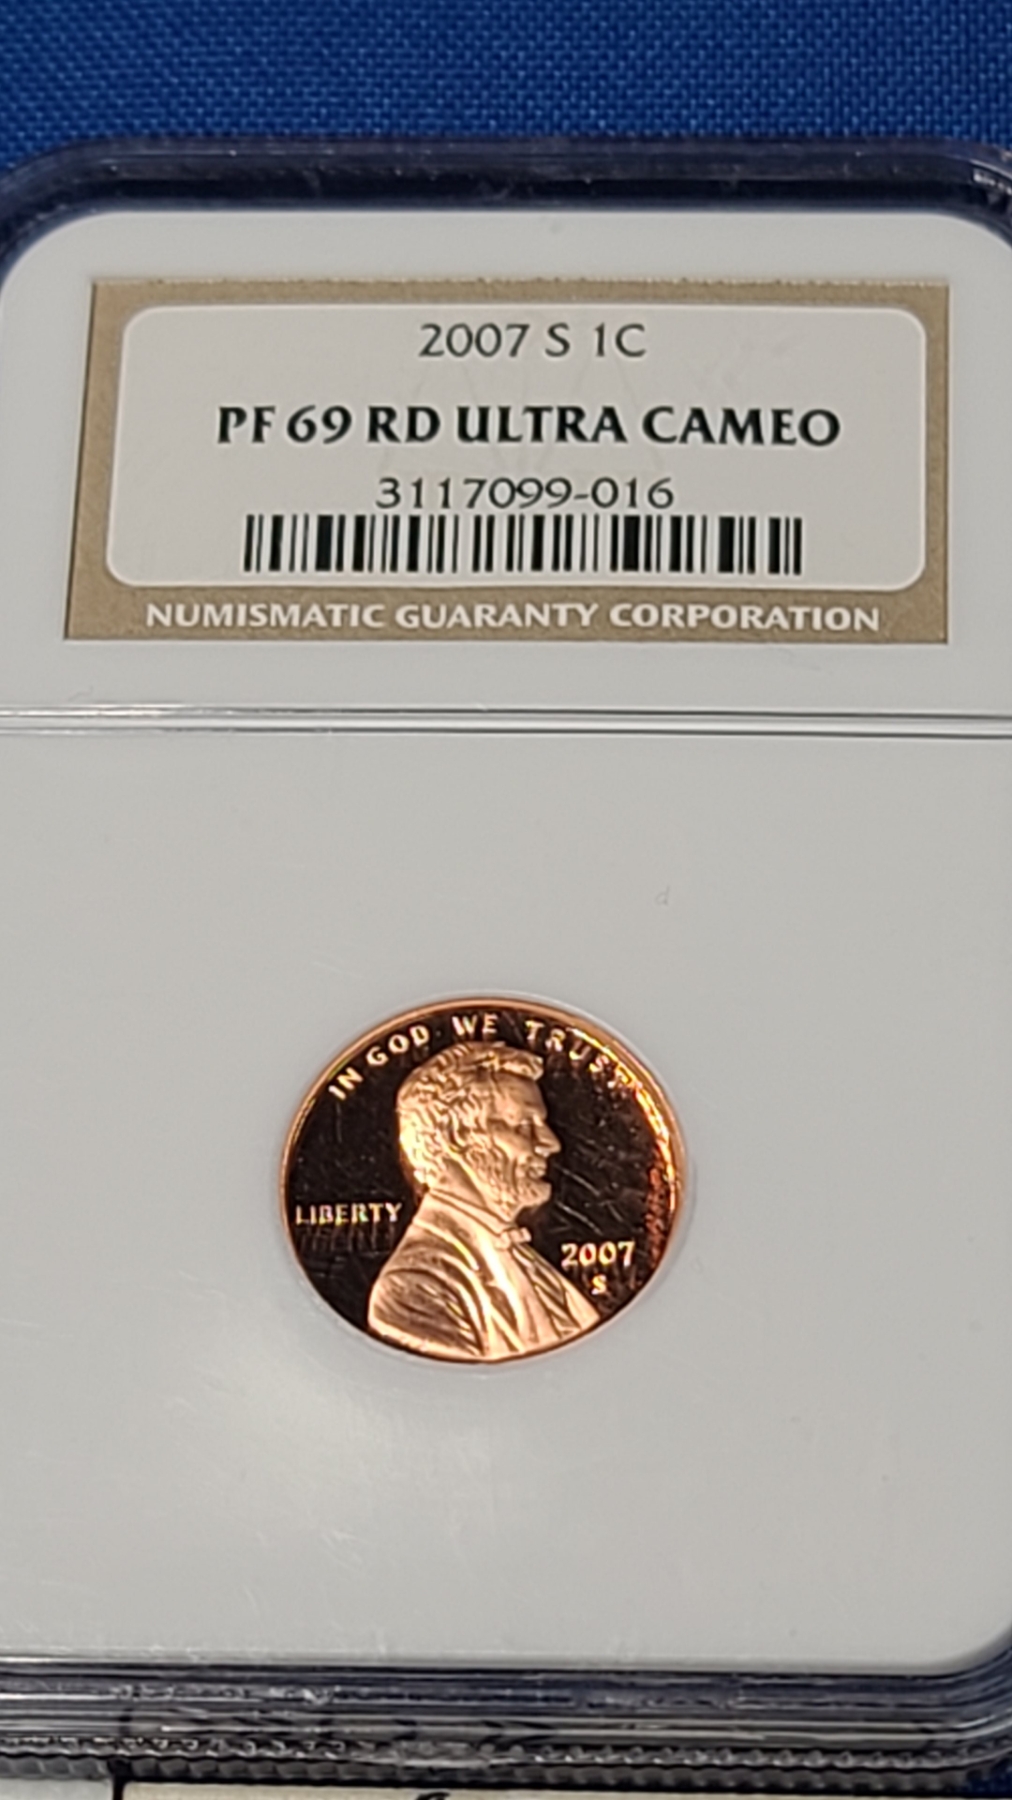 2007 S 1C
PF 69 RD ULTRA CAMEO
3117099-016
NUMISMATIC GUARANTY CORPORATION
IN GOD WE TRUST
LIBERTY
2007
S